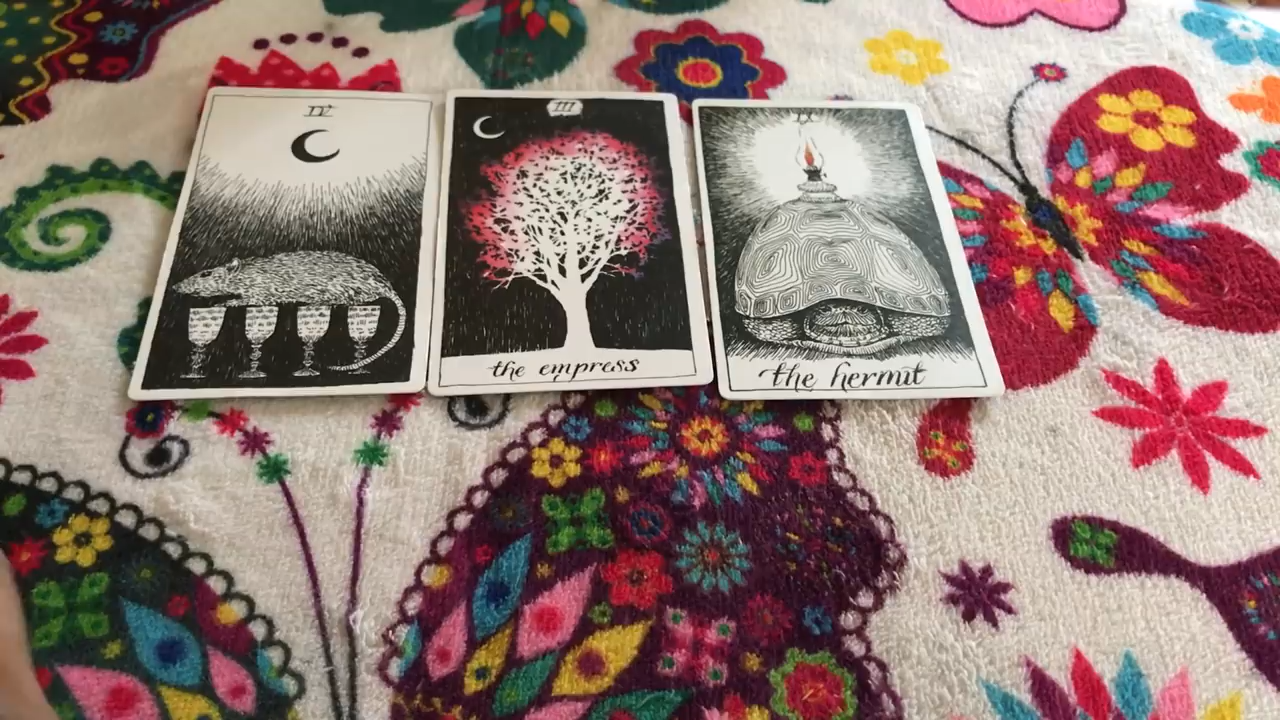 IV
III
IX
the empress
the hermit